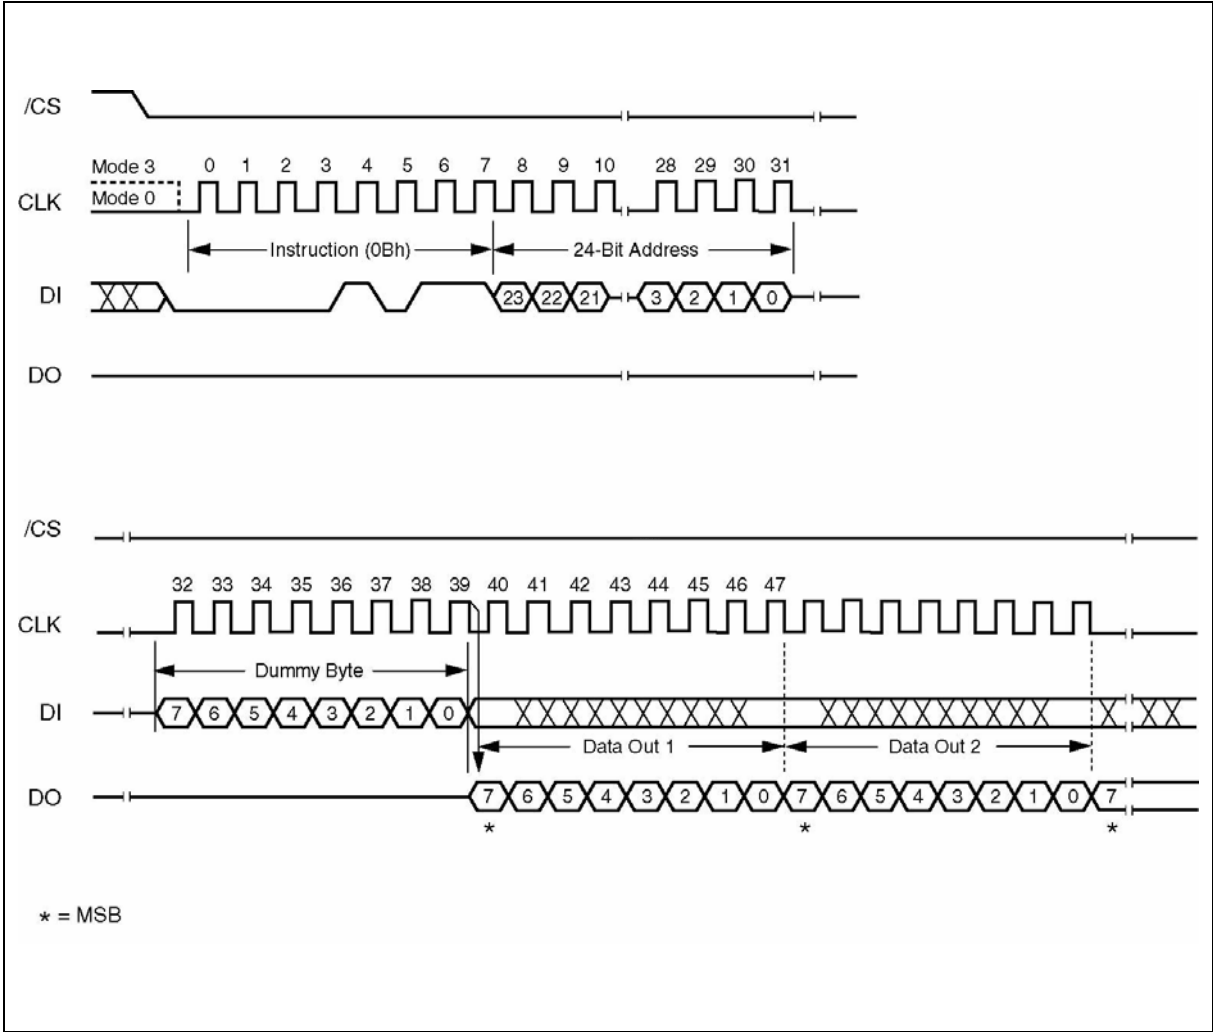 /CS
Mode 3 0 1 2 3 4 5 6 7 8 9 10 28 29 30 31
CLK Mode 0
Instruction (0Bh) 24-Bit Address
DI 23 22 21 3 2 1 0
DO
/CS
32 33 34 35 36 37 38 39 40 41 42 43 44 45 46 47
CLK
Dummy Byte
DI 7 6 5 4 3 2 1 0
Data Out 1 Data Out 2
DO 7 6 5 4 3 2 1 0 7 6 5 4 3 2 1 0 7
* * *
* = MSB